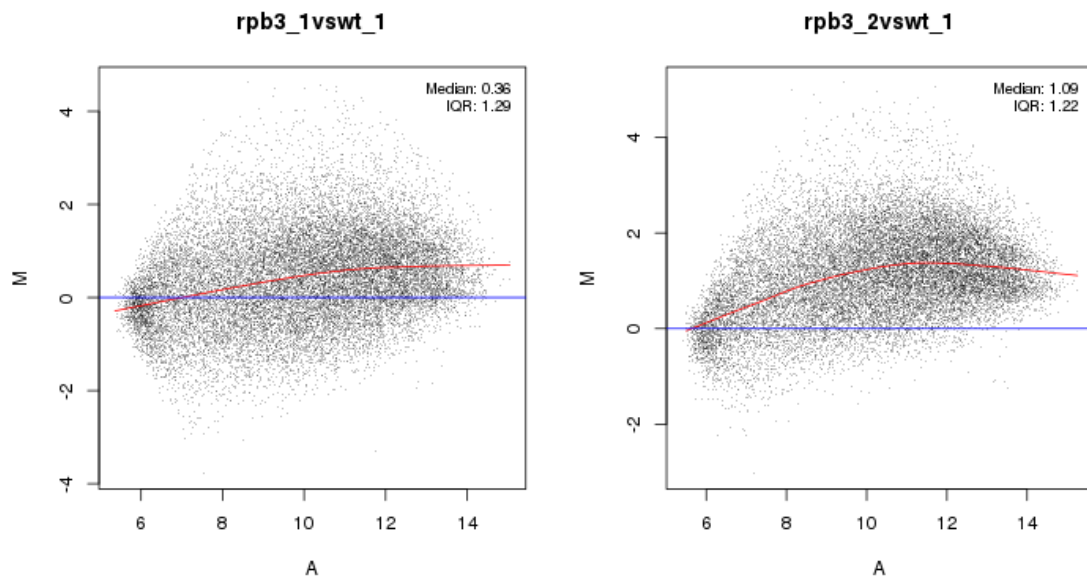 rpb3_1vswt_1
Median: 0.36
IQR: 1.29
4
2
0
-2
-4
M
6 8 10 12 14
A
rpb3_2vswt_1
Median: 1.09
IQR: 1.22
4
2
0
-2
M
6 8 10 12 14
A